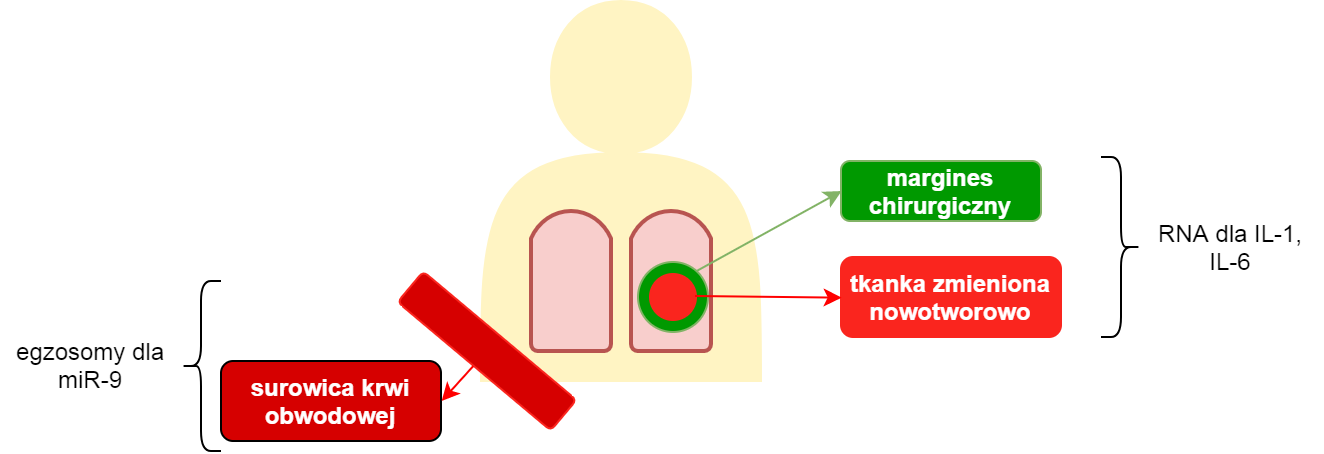 margines
chirurgiczny
RNA dla IL-1,
IL-6
tkanka zmieniona
nowotworowo
egzosomy dla
miR-9
surowica krwi
obwodowej